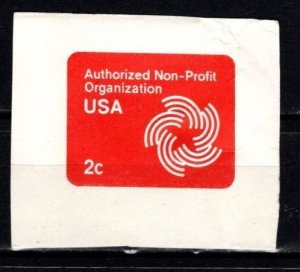 Authorized Non-Profit
Organization
USA
2c